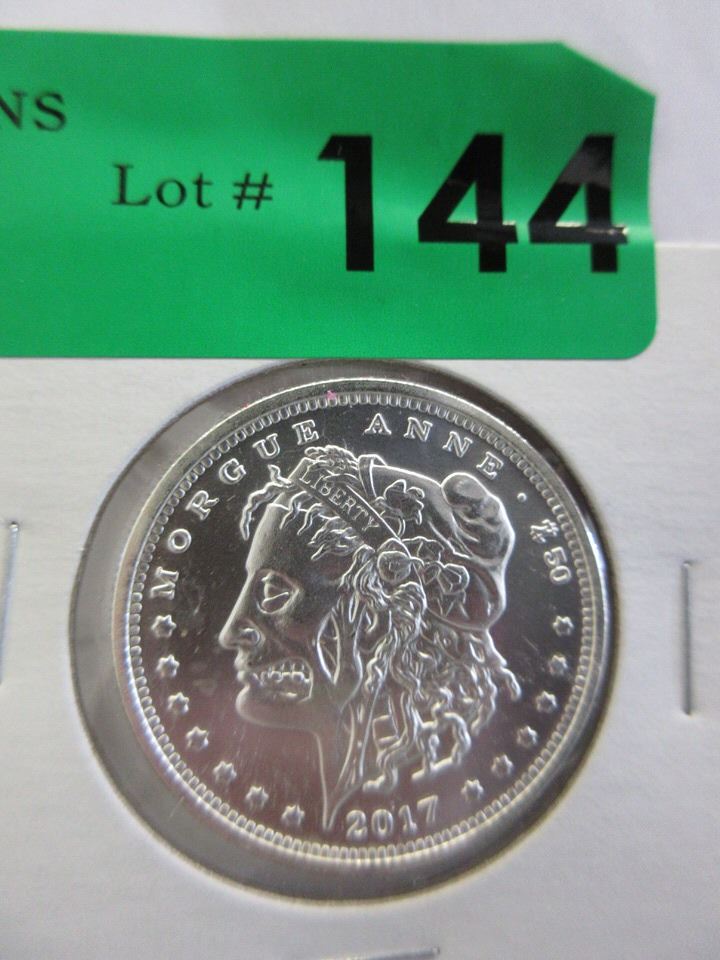 NS
Lot # 144
MORGUE ANNE · ‡50
LIBERTY
2017